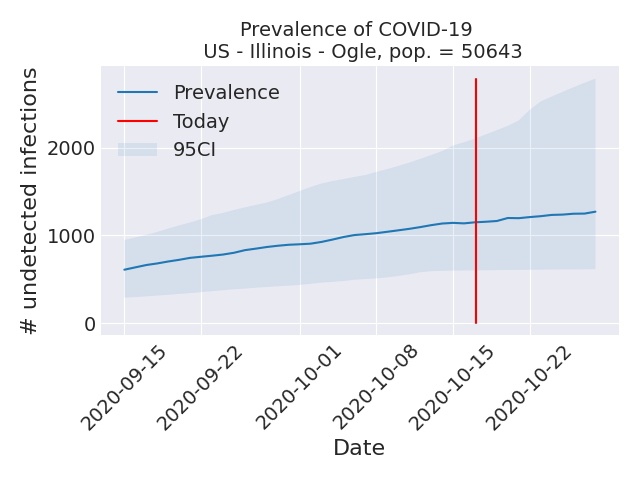 Prevalence of COVID-19
US - Illinois - Ogle, pop. = 50643
# undetected infections
2000
1000
0
Prevalence
Today
95CI
2020-09-15
2020-09-22
2020-10-01
2020-10-08
2020-10-15
2020-10-22
Date